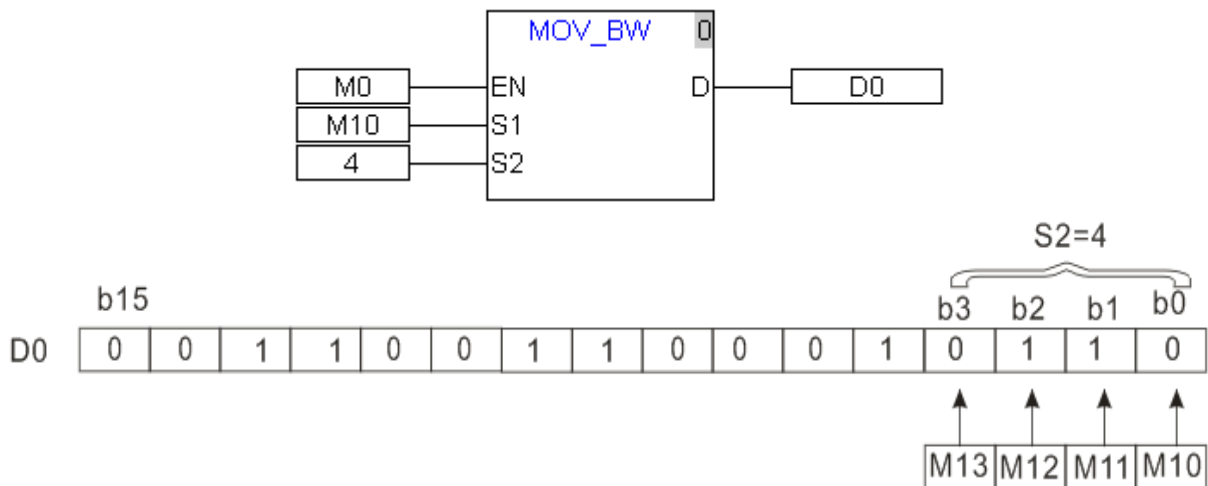 MOV_BW 0
M0 EN D D0
M10 S1
4 S2
S2=4
b15 b3 b2 b1 b0
D0 0 0 1 1 0 0 1 1 0 0 0 1 0 1 1 0
M13 M12 M11 M10